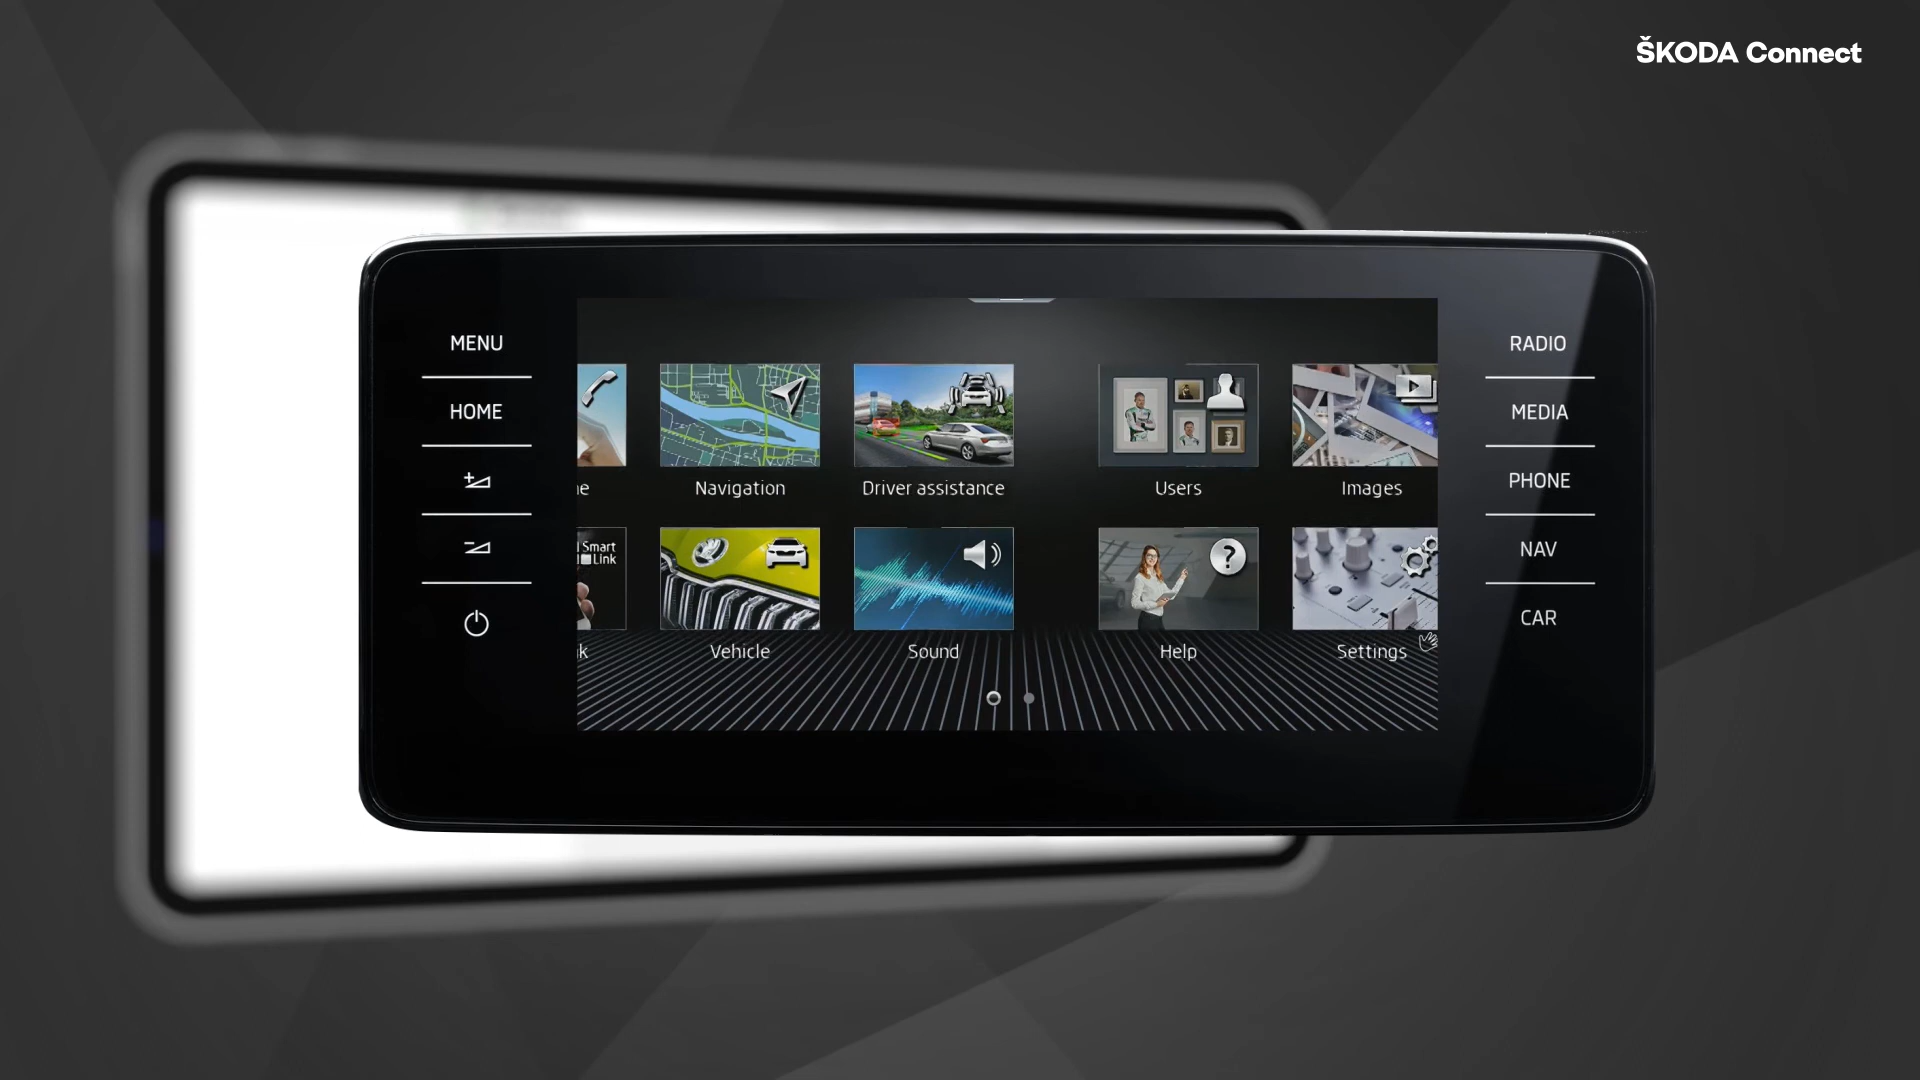 ŠKODA Connect
MENU
HOME
RADIO
MEDIA
PHONE
NAV
CAR
Navigation
Driver assistance
Users
Images
Smart
Link
Vehicle
Sound
?
Help
Settings